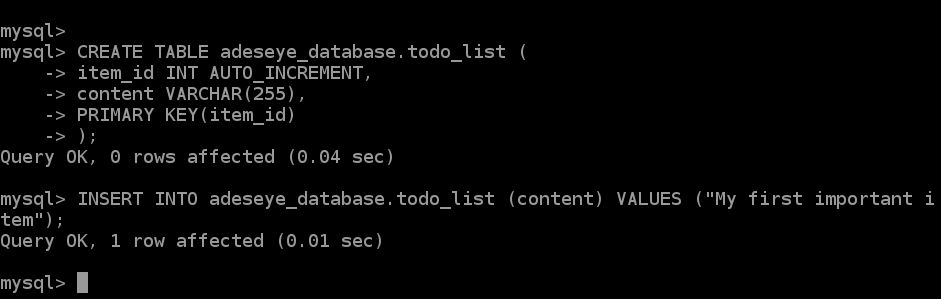 mysql>
mysql> CREATE TABLE adeseye_database.todo_list (
    -> item_id INT AUTO_INCREMENT,
    -> content VARCHAR(255),
    -> PRIMARY KEY(item_id)
    -> );
Query OK, 0 rows affected (0.04 sec)
mysql> INSERT INTO adeseye_database.todo_list (content) VALUES ("My first important i
tem");
Query OK, 1 row affected (0.01 sec)
mysql>